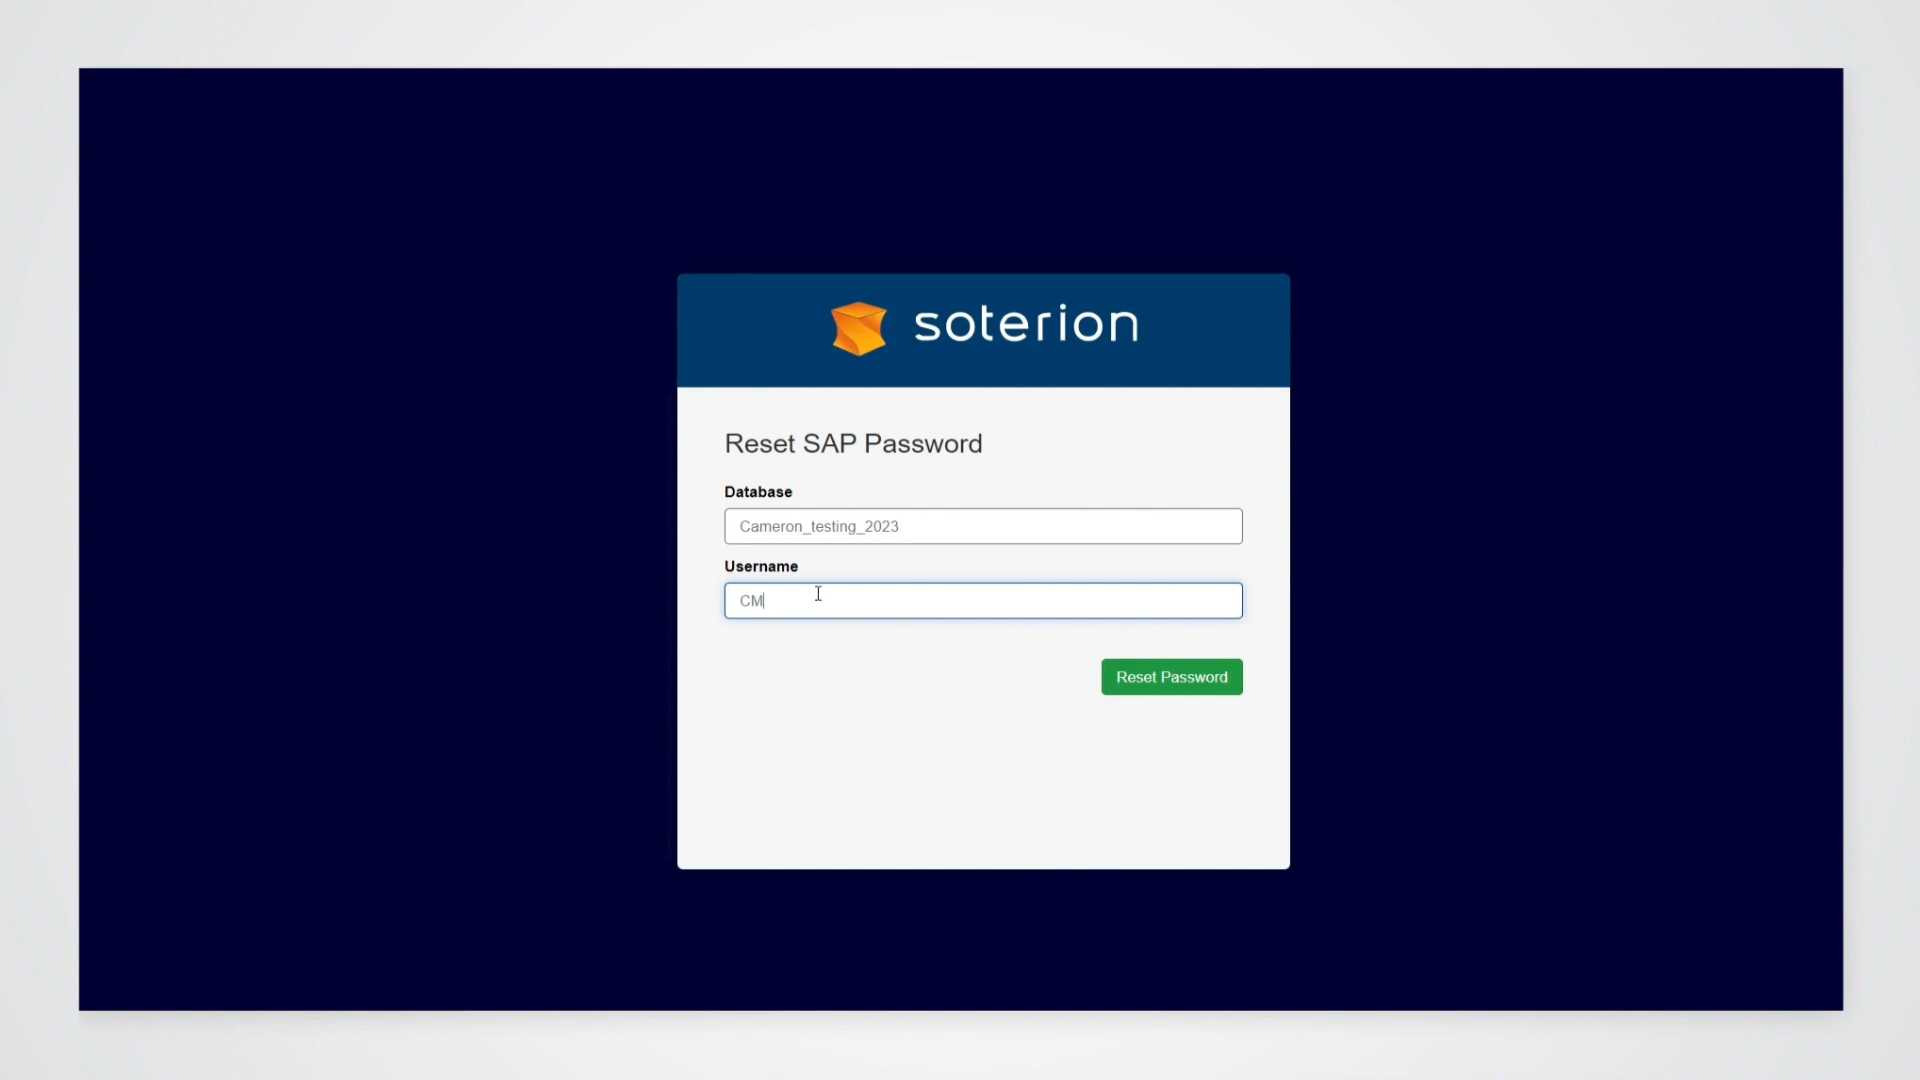 soterion
Reset SAP Password
Database
Cameron_testing_2023
Username
CM
Reset Password